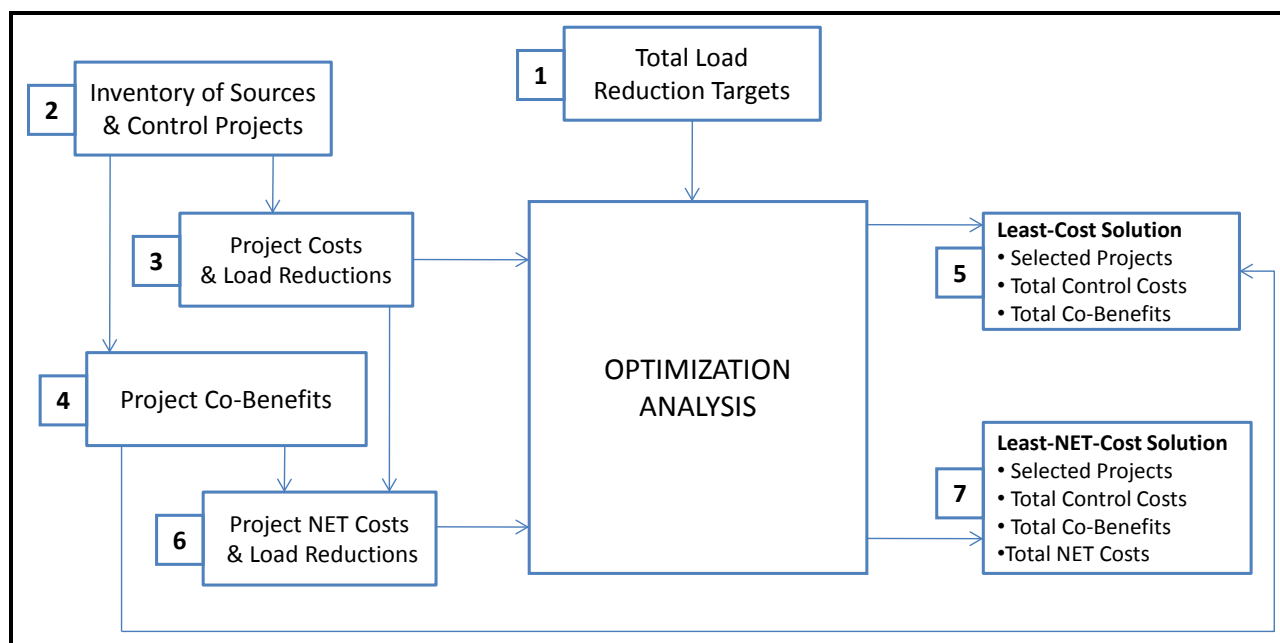 1
Total Load
Reduction Targets
2
Inventory of Sources
& Control Projects
3
Project Costs
& Load Reductions
4
Project Co-Benefits
6
Project NET Costs
& Load Reductions
OPTIMIZATION
ANALYSIS
5
Least-Cost Solution
• Selected Projects
• Total Control Costs
• Total Co-Benefits
7
Least-NET-Cost Solution
• Selected Projects
• Total Control Costs
• Total Co-Benefits
•Total NET Costs